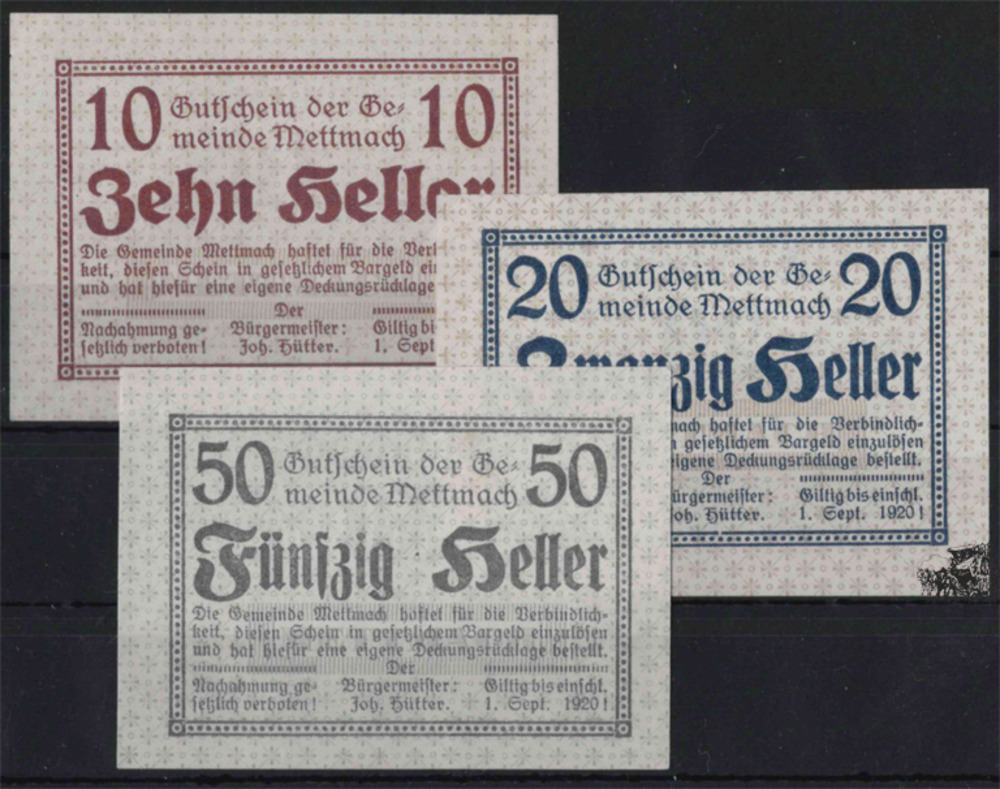 10 Gutschein der Ge- 10
meinde Mettmach
Zehn Heller
Die Gemeinde Mettmach haftet für die Verb
keit, diesen Schein in gesetzlichem Bargeld ei
und hat hiefür eine eigene Deckungsrücklage
Der
Nachahmung ge- Bürgermeister: Giltig bi
setzlich verboten! Joh. Hütter. 1. Sept
20 Gutschein der Ge- 20
meinde Mettmach
Zwanzig Heller
mach haftet für die Verbindlich-
n gesetzlichem Bargeld einzulösen
eigene Deckungsrücklage bestellt.
Der
ürgermeister: Giltig bis einschl.
oh. Hütter. 1. Sept. 1920!
50 Gutschein der Ge- 50
meinde Mettmach
Fünfzig Heller
Die Gemeinde Mettmach haftet für die Verbindlich-
keit, diesen Schein in gesetzlichem Bargeld einzulösen
und hat hiefür eine eigene Deckungsrücklage bestellt.
Der
Nachahmung ge- Bürgermeister: Giltig bis einschl.
setzlich verboten! Joh. Hütter. 1. Sept. 1920!